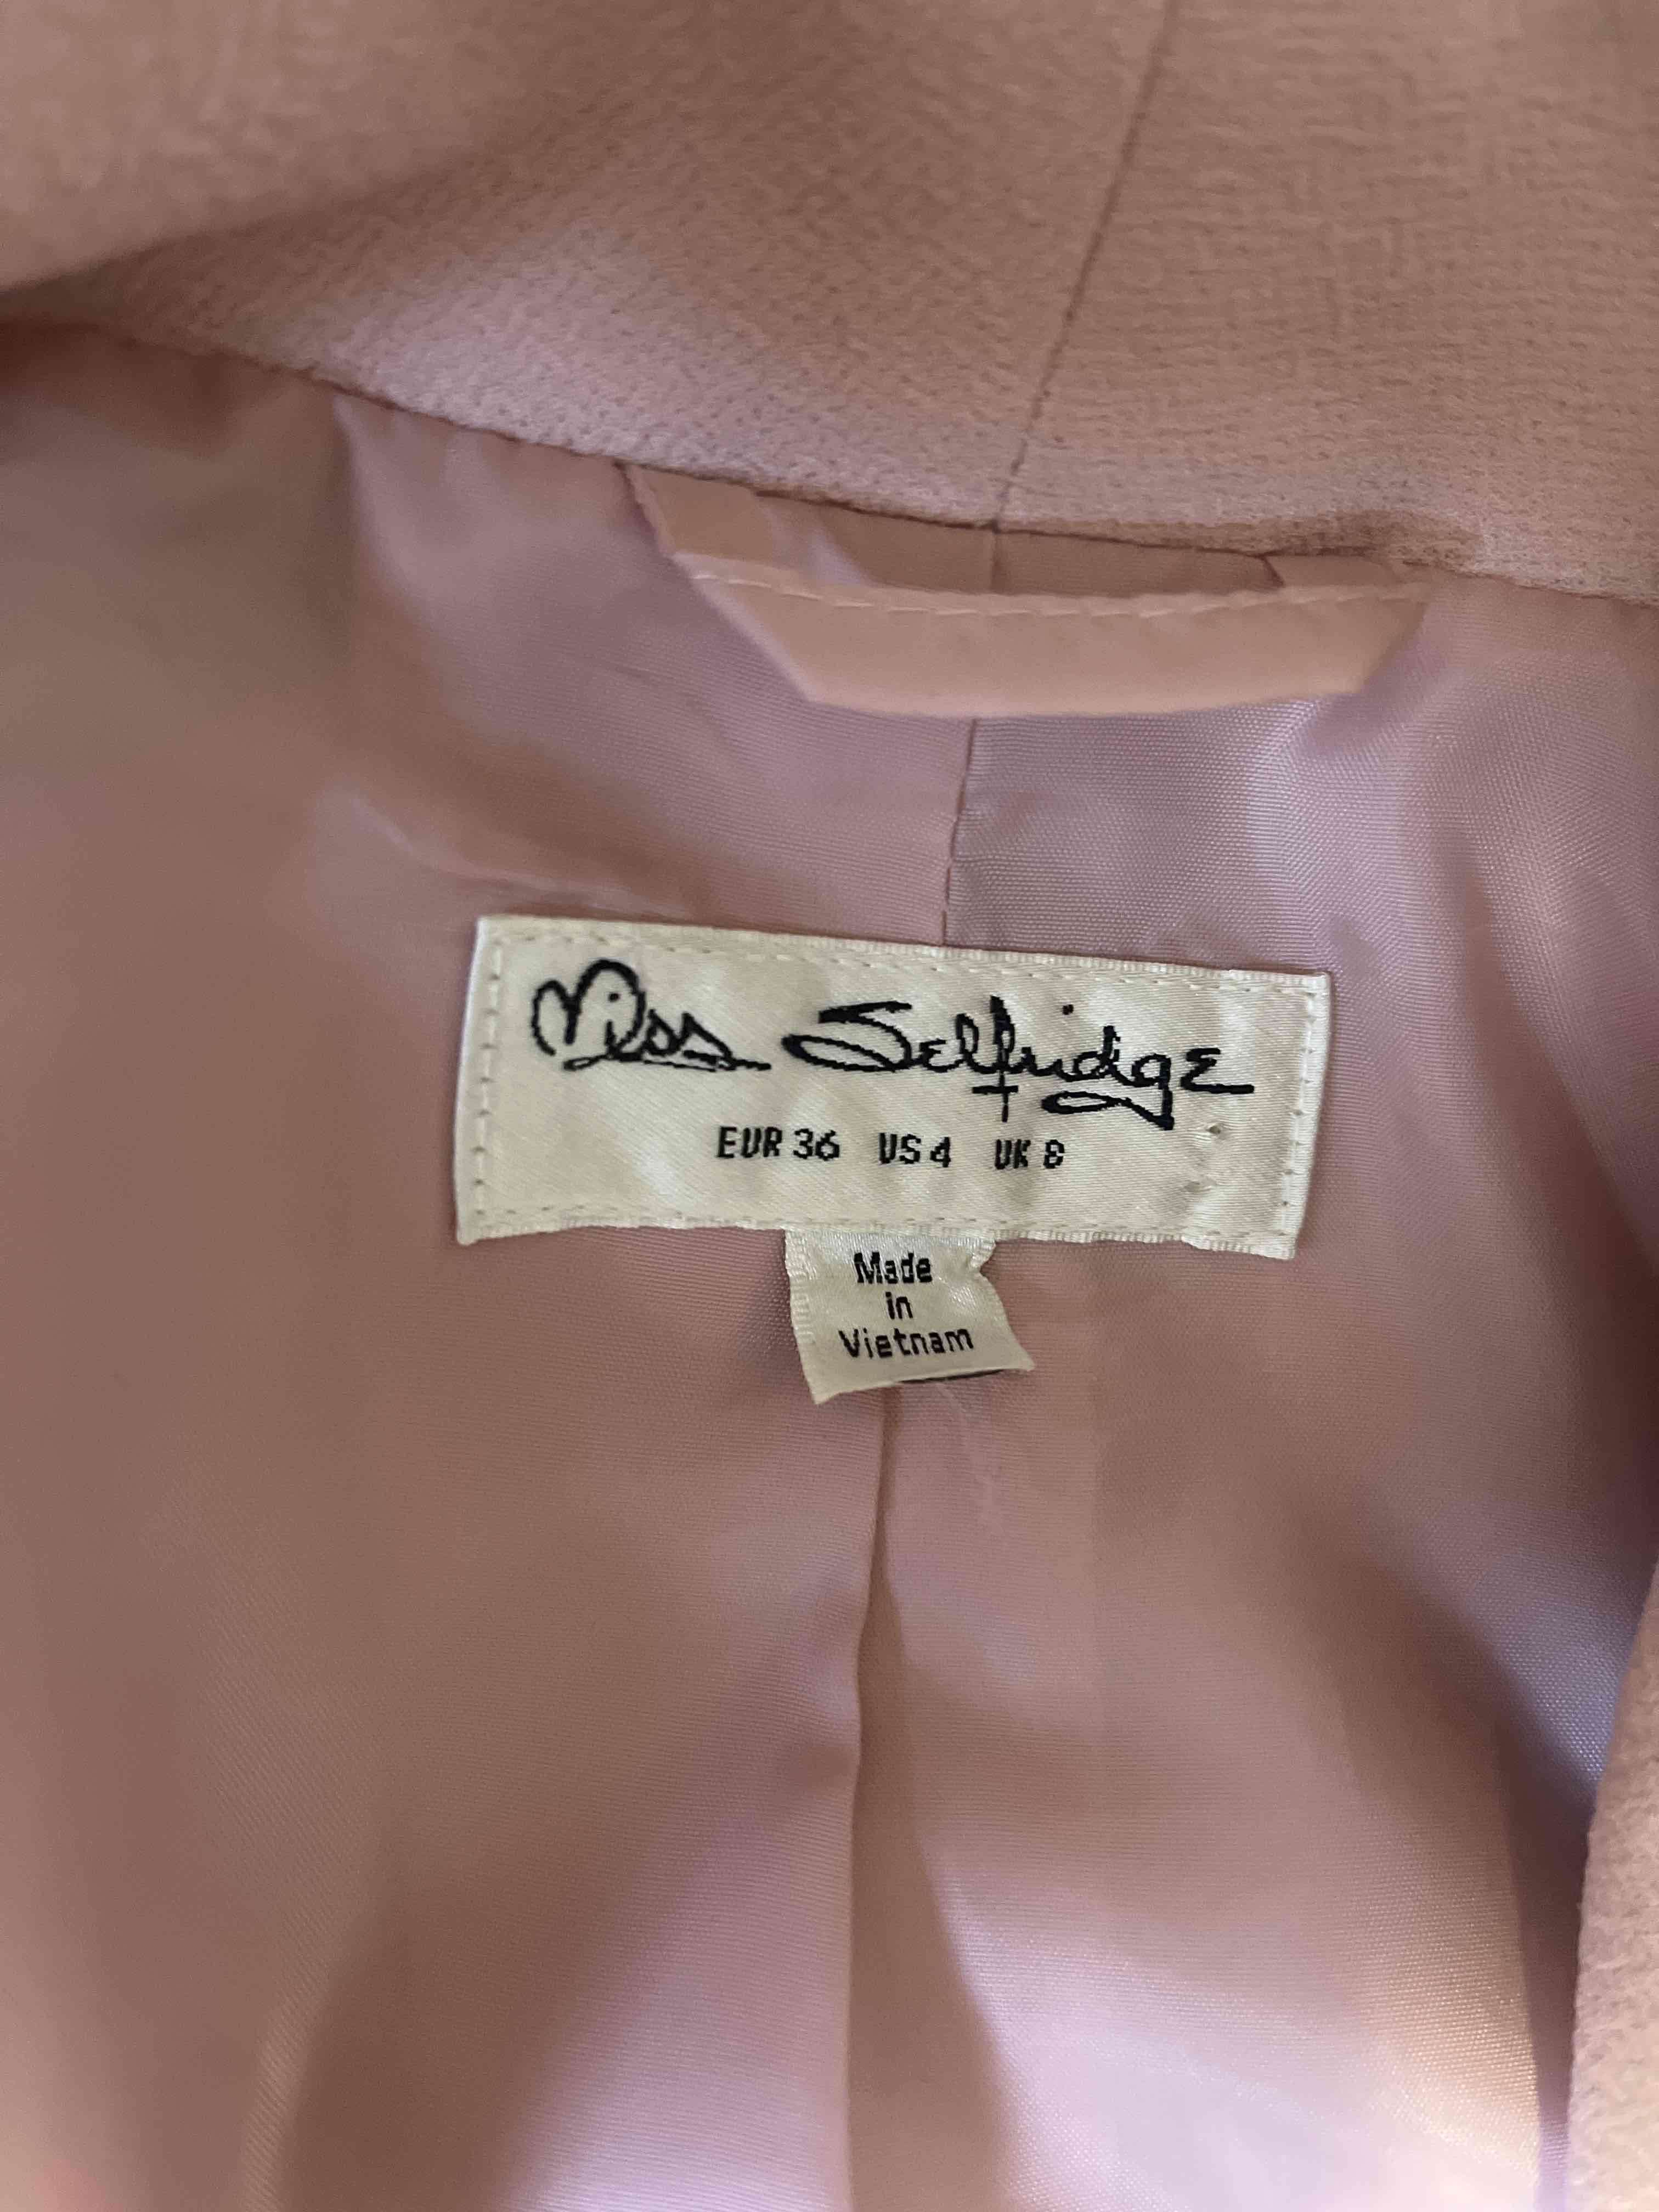 Miss Selfridge
EUR 36 US 4 UK 8
Made
in
Vietnam